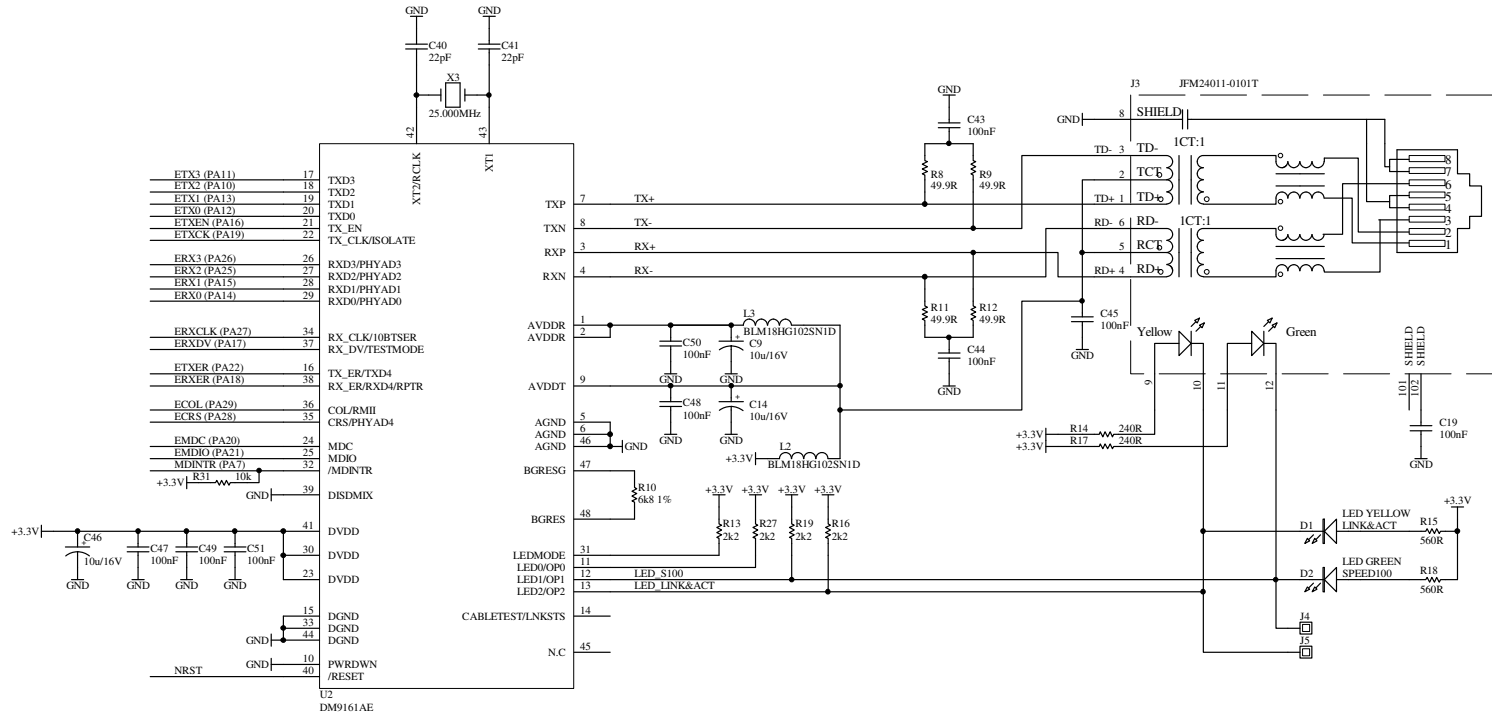 GND
GND
C40
22pF
C41
22pF
X3
25.000MHz
42
43
XT2/RCLK
XT1
ETX3 (PA11)
17
TXD3
ETX2 (PA10)
18
TXD2
ETX1 (PA13)
19
TXD1
ETX0 (PA12)
20
TXD0
ETXEN (PA16)
21
TX_EN
ETXCK (PA19)
22
TX_CLK/ISOLATE
ERX3 (PA26)
26
RXD3/PHYAD3
ERX2 (PA25)
27
RXD2/PHYAD2
ERX1 (PA15)
28
RXD1/PHYAD1
ERX0 (PA14)
29
RXD0/PHYAD0
ERXCLK (PA27)
34
RX_CLK/10BTSER
ERXDV (PA17)
37
RX_DV/TESTMODE
ETXER (PA22)
16
TX_ER/TXD4
ERXER (PA18)
38
RX_ER/RXD4/RPTR
ECOL (PA29)
36
COL/RMII
ECRS (PA28)
35
CRS/PHYAD4
EMDC (PA20)
24
MDC
EMDIO (PA21)
25
MDIO
MDINTR (PA7)
32
/MDINTR
R31
10k
+3.3V
GND
39
DISDMIX
+3.3V
41
DVDD
C46
10u/16V
C47
100nF
C49
100nF
C51
100nF
30
DVDD
23
DVDD
GND
GND
GND
GND
15
DGND
33
DGND
GND
44
DGND
GND
10
PWRDWN
NRST
40
/RESET
U2
DM9161AE
TXP
7
TX+
TXN
8
TX-
RXP
3
RX+
RXN
4
RX-
AVDDR
1
AVDDR
2
L3
BLM18HG102SN1D
C50
100nF
C9
10u/16V
GND
GND
AVDDT
9
C48
100nF
C14
10u/16V
GND
GND
AGND
5
AGND
6
AGND
46
GND
L2
+3.3V
BLM18HG102SN1D
BGRESG
47
R10
6k8 1%
BGRES
48
+3.3V
+3.3V
+3.3V
+3.3V
R13
2k2
R27
2k2
R19
2k2
R16
2k2
LEDMODE
31
LED0/OP0
11
LED1/OP1
12
LED_S100
LED2/OP2
13
LED_LINK&ACT
CABLETEST/LNKSTS
14
N.C
45
GND
C43
100nF
R8
49.9R
R9
49.9R
R11
49.9R
R12
49.9R
C44
100nF
GND
C45
100nF
GND
J3
JFM24011-0101T
GND
8
SHIELD
1CT:1
TD-
3
TD-
2
TCT
TD+
1
TD+
RD-
6
RD-
1CT:1
5
RCT
RD+
4
RD+
8
7
6
5
4
3
2
1
Yellow
Green
9
10
11
12
SHIELD
SHIELD
101
102
C19
100nF
GND
+3.3V
R14
240R
+3.3V
R17
240R
+3.3V
D1
LED YELLOW
LINK&ACT
R15
560R
D2
LED GREEN
SPEED100
R18
560R
J4
J5